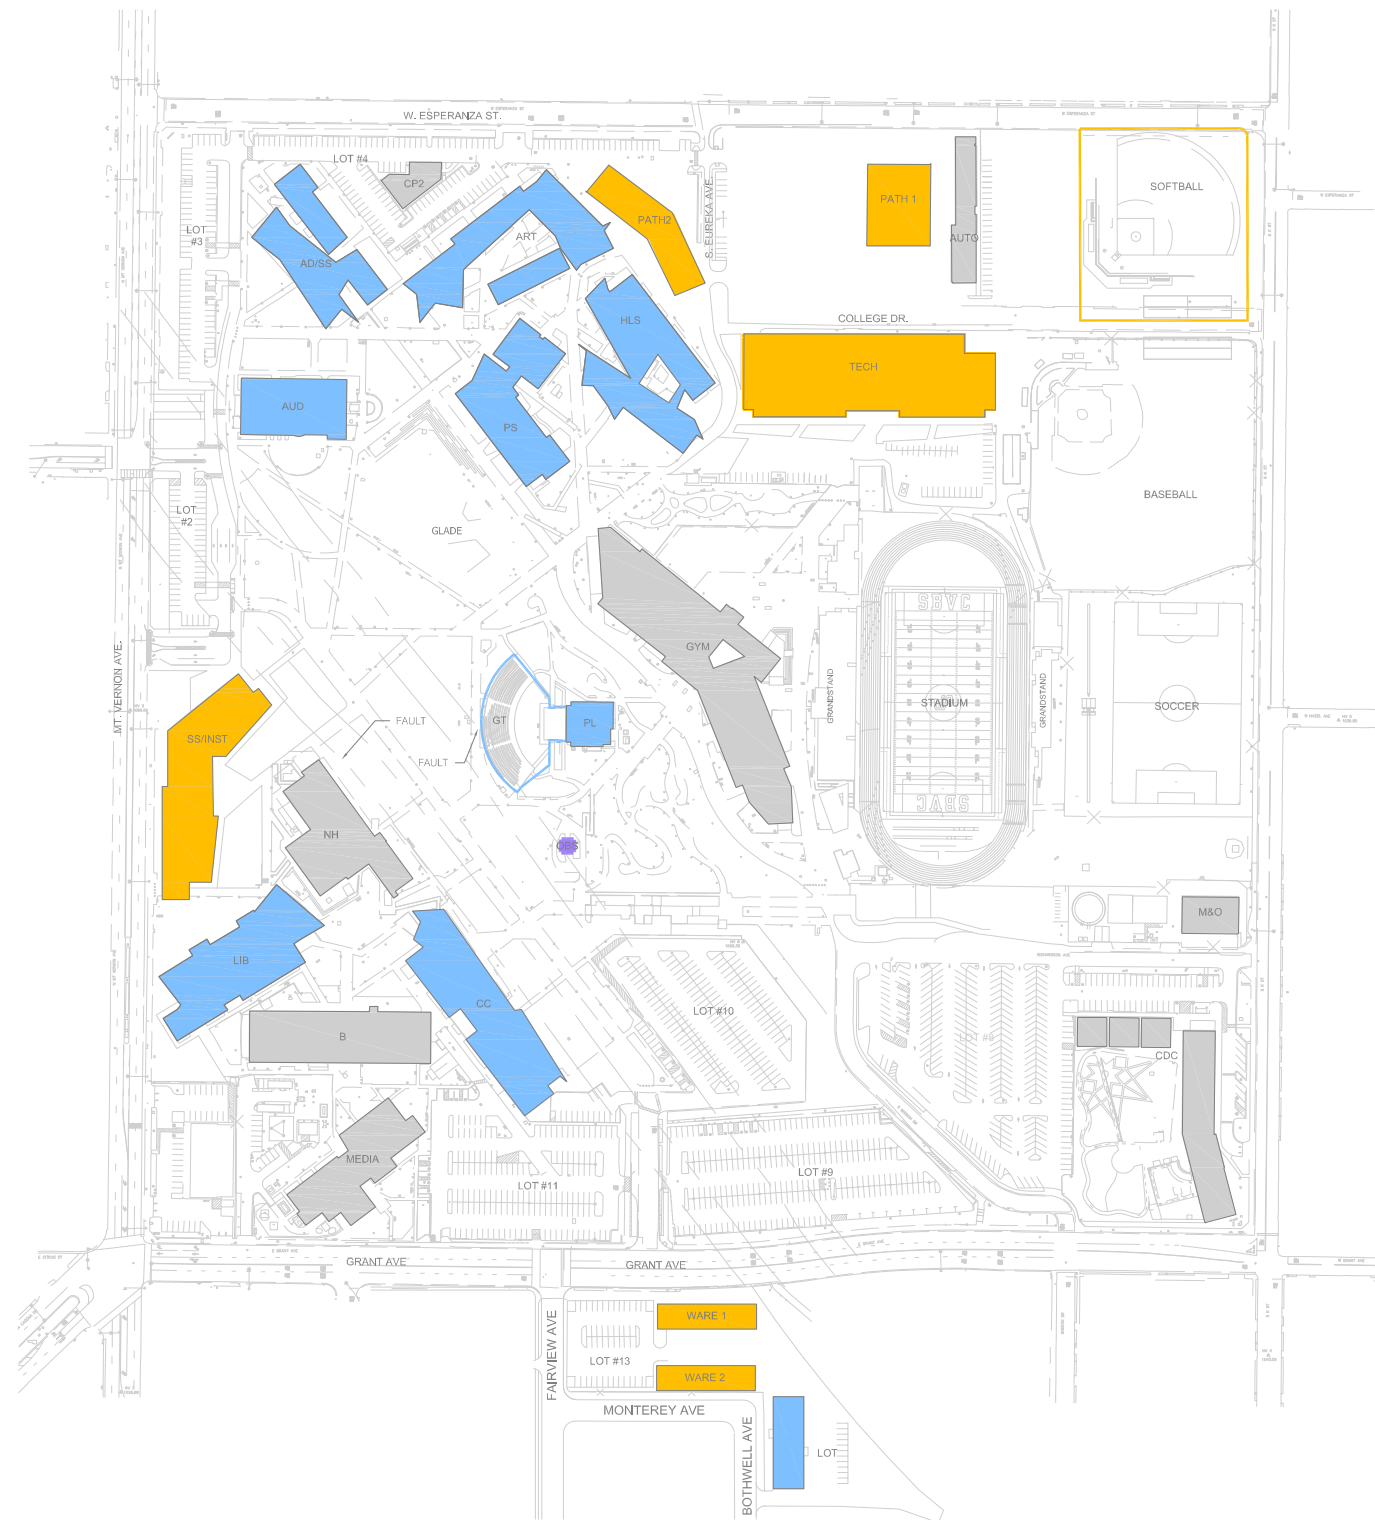 W. ESPERANZA ST.
LOT #4
CP2
S. EUREKA AVE.
PATH2
PATH 1
AUTO
SOFTBALL
LOT
#3
AD/SS
ART
HLS
COLLEGE DR.
TECH
AUD
PS
BASEBALL
LOT
#2
GLADE
MT. VERNON AVE.
GYM
SBVC
GRANDSTAND
STADIUM
GRANDSTAND
SOCCER
SS/INST
FAULT
GT
PL
FAULT
SBVC
NH
OBS
M&O
LIB
CC
LOT #10
B
CDC
MEDIA
LOT #11
LOT #9
GRANT AVE
GRANT AVE
WARE 1
FAIRVIEW AVE
LOT #13
WARE 2
MONTEREY AVE
BOTHWELL AVE
LOT